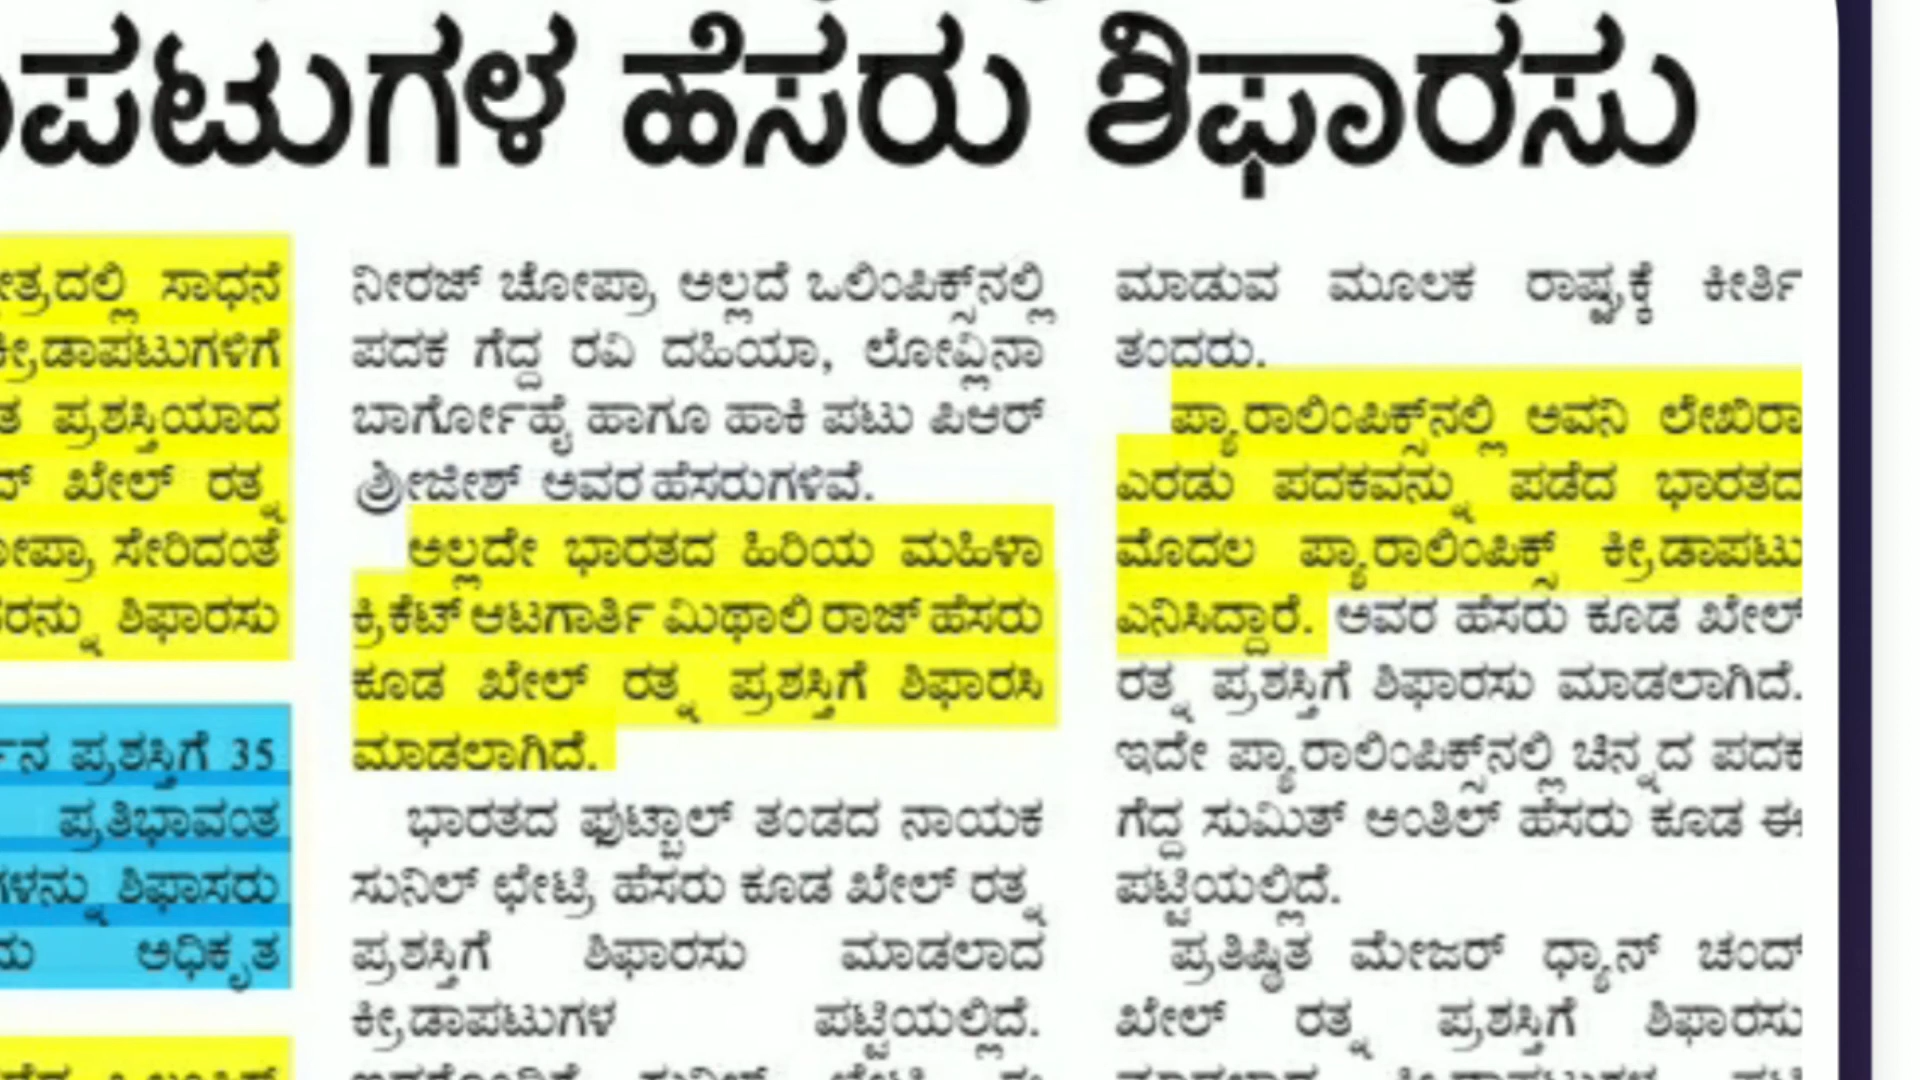 ಪಟುಗಳ ಹೆಸರು ಶಿಫಾರಸು
ಸಾಧನೆ
ಕ್ರೀಡಾಪಟುಗಳಿಗೆ
ಪ್ರಶಸ್ತಿಯಾದ
ಖೇಲ್ ರತ್ನ
ಸೇರಿದಂತೆ
ಶಿಫಾರಸು
ಪ್ರಶಸ್ತಿಗೆ 35
ಪ್ರತಿಭಾವಂತ
ಶಿಫಾಸರು
ಅಧಿಕೃತ
ನೀರಜ್ ಚೋಪ್ರಾ ಅಲ್ಲದೆ ಒಲಿಂಪಿಕ್ಸ್‌ನಲ್ಲಿ
ಪದಕ ಗೆದ್ದ ರವಿ ದಹಿಯಾ, ಲೋವ್ಲಿನಾ
ಬಾರ್ಗೋಹೈ ಹಾಗೂ ಹಾಕಿ ಪಟು ಪಿಆರ್
ಶ್ರೀಜೇಶ್ ಅವರ ಹೆಸರುಗಳಿವೆ.
ಅಲ್ಲದೇ ಭಾರತದ ಹಿರಿಯ ಮಹಿಳಾ
ಕ್ರಿಕೆಟ್ ಆಟಗಾರ್ತಿ ಮಿಥಾಲಿ ರಾಜ್ ಹೆಸರು
ಕೂಡ ಖೇಲ್ ರತ್ನ ಪ್ರಶಸ್ತಿಗೆ ಶಿಫಾರಸಿ
ಮಾಡಲಾಗಿದೆ.
ಭಾರತದ ಫುಟ್ಬಾಲ್ ತಂಡದ ನಾಯಕ
ಸುನಿಲ್ ಛೇಟ್ರಿ ಹೆಸರು ಕೂಡ ಖೇಲ್ ರತ್ನ
ಪ್ರಶಸ್ತಿಗೆ ಶಿಫಾರಸು ಮಾಡಲಾದ
ಕ್ರೀಡಾಪಟುಗಳ ಪಟ್ಟಿಯಲ್ಲಿದೆ.
ಮಾಡುವ ಮೂಲಕ ರಾಷ್ಟ್ರಕ್ಕೆ ಕೀರ್ತಿ
ತಂದರು.
ಪ್ಯಾರಾಲಿಂಪಿಕ್ಸ್‌ನಲ್ಲಿ ಅವನಿ ಲೇಖಿರಾ
ಎರಡು ಪದಕವನ್ನು ಪಡೆದ ಭಾರತದ
ಮೊದಲ ಪ್ಯಾರಾಲಿಂಪಿಕ್ಸ್ ಕ್ರೀಡಾಪಟು
ಎನಿಸಿದ್ದಾರೆ. ಅವರ ಹೆಸರು ಕೂಡ ಖೇಲ್
ರತ್ನ ಪ್ರಶಸ್ತಿಗೆ ಶಿಫಾರಸು ಮಾಡಲಾಗಿದೆ.
ಇದೇ ಪ್ಯಾರಾಲಿಂಪಿಕ್ಸ್‌ನಲ್ಲಿ ಚಿನ್ನದ ಪದಕ
ಗೆದ್ದ ಸುಮಿತ್ ಅಂತಿಲ್ ಹೆಸರು ಕೂಡ ಈ
ಪಟ್ಟಿಯಲ್ಲಿದೆ.
ಪ್ರತಿಷ್ಠಿತ ಮೇಜರ್ ಧ್ಯಾನ್ ಚಂದ್
ಖೇಲ್ ರತ್ನ ಪ್ರಶಸ್ತಿಗೆ ಶಿಫಾರಸು